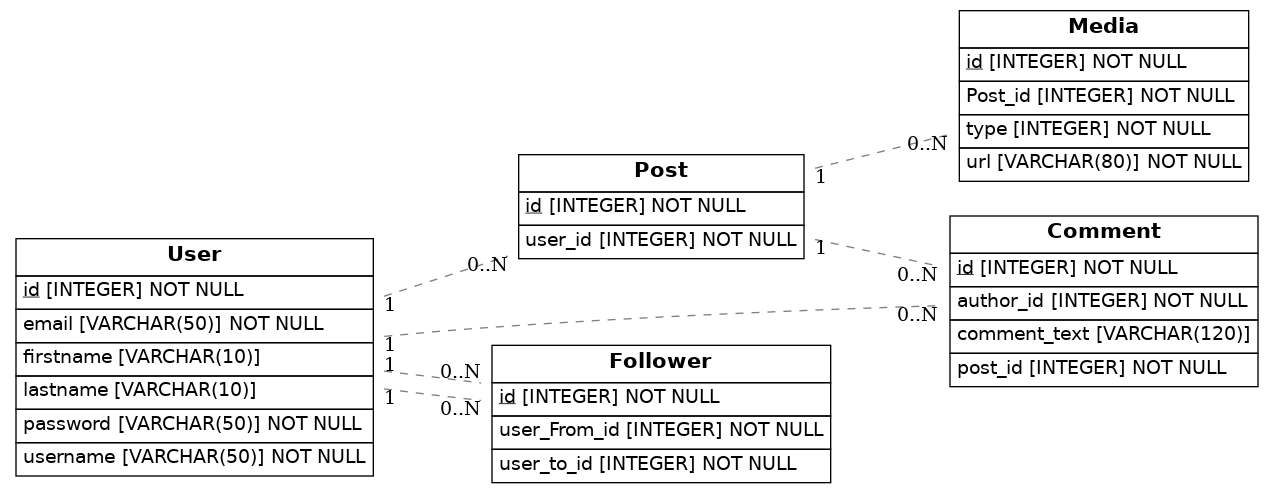 Media
id [INTEGER] NOT NULL
Post_id [INTEGER] NOT NULL
type [INTEGER] NOT NULL
url [VARCHAR(80)] NOT NULL
0..N
1
Post
id [INTEGER] NOT NULL
user_id [INTEGER] NOT NULL
1
0..N
Comment
id [INTEGER] NOT NULL
author_id [INTEGER] NOT NULL
comment_text [VARCHAR(120)]
post_id [INTEGER] NOT NULL
0..N
0..N
1
User
id [INTEGER] NOT NULL
email [VARCHAR(50)] NOT NULL
firstname [VARCHAR(10)]
lastname [VARCHAR(10)]
password [VARCHAR(50)] NOT NULL
username [VARCHAR(50)] NOT NULL
1
1
0..N
1
0..N
Follower
id [INTEGER] NOT NULL
user_From_id [INTEGER] NOT NULL
user_to_id [INTEGER] NOT NULL